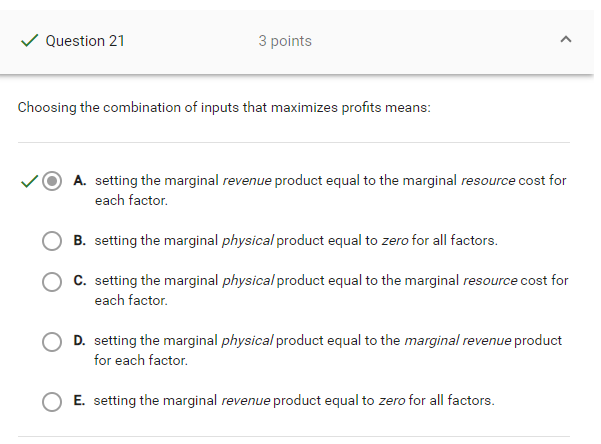 Question 21 3 points
Choosing the combination of inputs that maximizes profits means:
A. setting the marginal revenue product equal to the marginal resource cost for
each factor.
B. setting the marginal physical product equal to zero for all factors.
C. setting the marginal physical product equal to the marginal resource cost for
each factor.
D. setting the marginal physical product equal to the marginal revenue product
for each factor.
E. setting the marginal revenue product equal to zero for all factors.